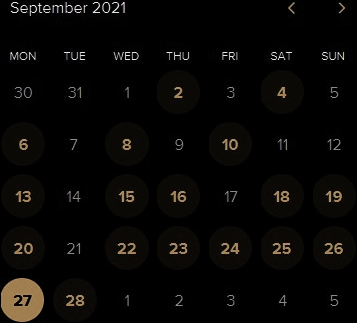 September 2021
MON TUE WED THU FRI SAT SUN
30 31 1 2 3 4 5
6 7 8 9 10 11 12
13 14 15 16 17 18 19
20 21 22 23 24 25 26
27 28 1 2 3 4 5